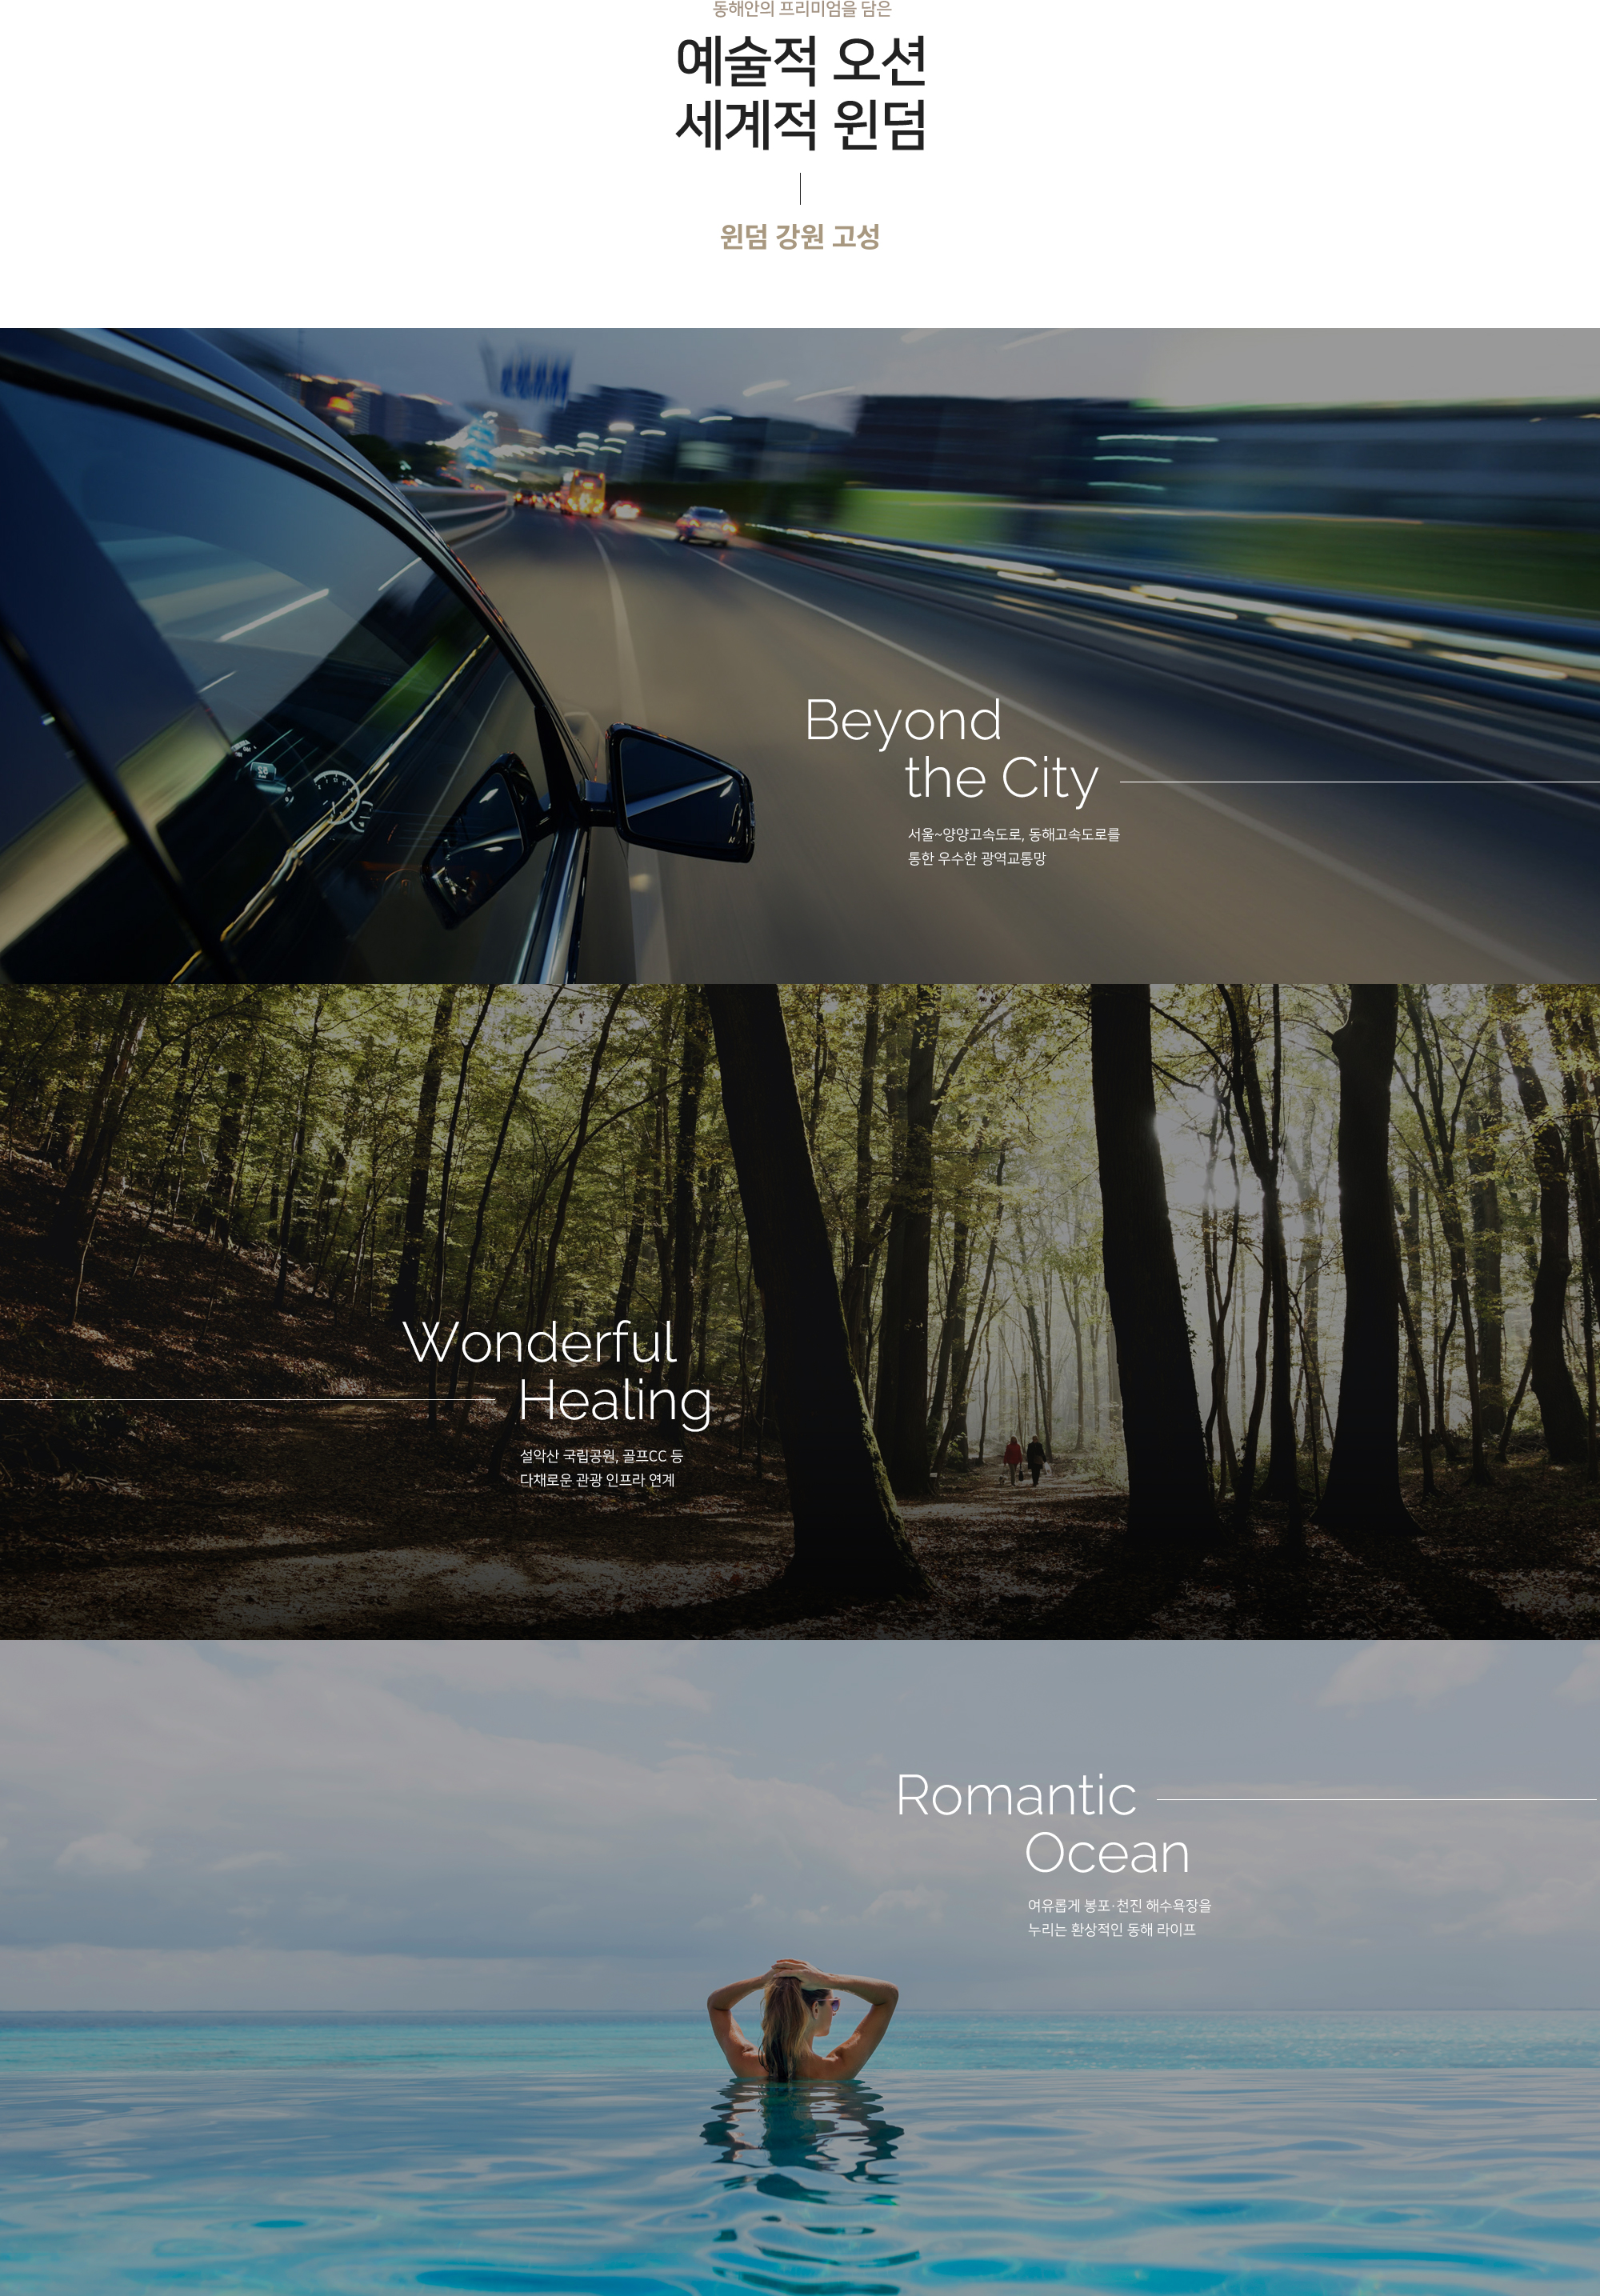 동해안의 프리미엄을 담은
예술적 오션
세계적 윈덤
윈덤 강원 고성
Beyond
the City
서울~양양고속도로, 동해고속도로를
통한 우수한 광역교통망
Wonderful
Healing
설악산 국립공원, 골프CC 등
다채로운 관광 인프라 연계
Romantic
Ocean
여유롭게 봉포·천진 해수욕장을
누리는 환상적인 동해 라이프